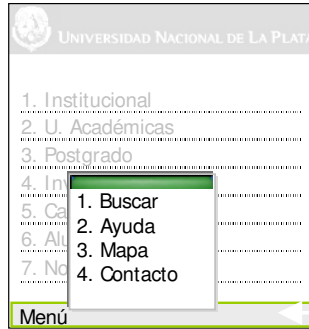 UNIVERSIDAD NACIONAL DE LA PLATA
1. Institucional
2. U. Académicas
3. Postgrado
4. Inv
5. Ca
6. Alu
7. No
1. Buscar
2. Ayuda
3. Mapa
4. Contacto
Menú